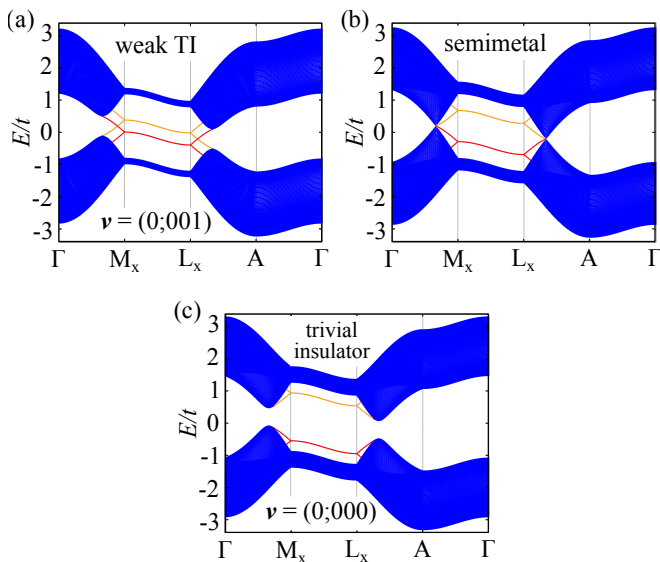 (a)
weak TI
E/t
3
2
1
0
-1
-2
-3
ν = (0;001)
Γ Mₓ Lₓ A Γ
(b)
semimetal
E/t
3
2
1
0
-1
-2
-3
Γ Mₓ Lₓ A Γ
(c)
trivial
insulator
E/t
3
2
1
0
-1
-2
-3
ν = (0;000)
Γ Mₓ Lₓ A Γ